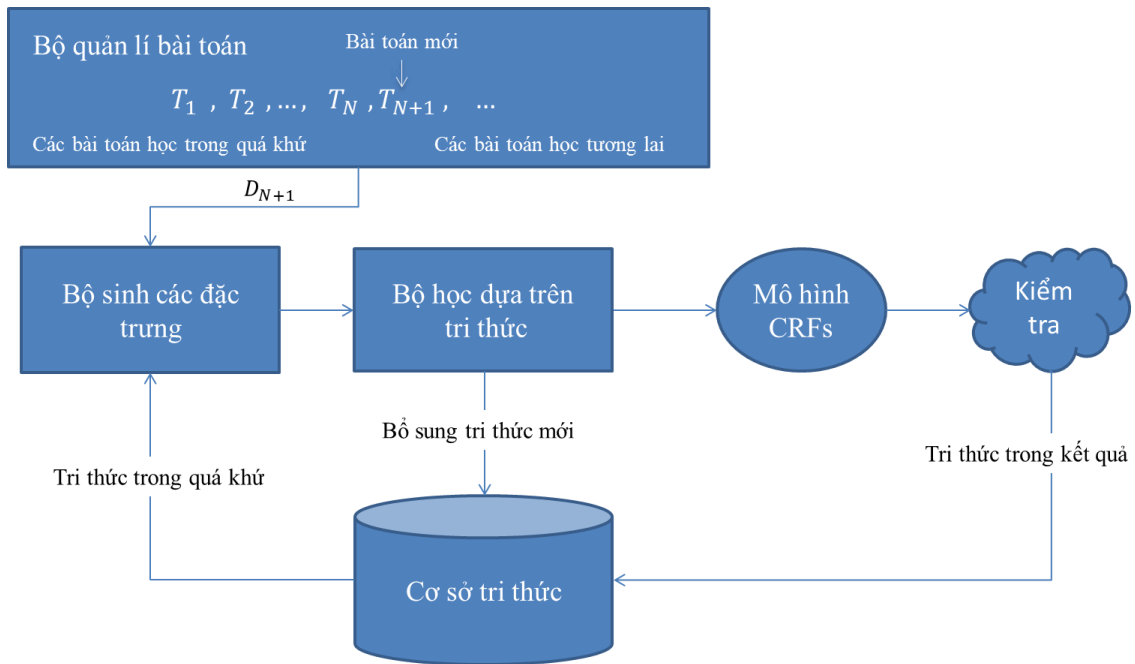 Bộ quản lí bài toán
Bài toán mới
T₁ , T₂ ,…, T_N ,T_{N+1} , …
Các bài toán học trong quá khứ
Các bài toán học tương lai
D_{N+1}
Bộ sinh các đặc
trưng
Bộ học dựa trên
tri thức
Mô hình
CRFs
Kiểm
tra
Bổ sung tri thức mới
Tri thức trong quá khứ
Tri thức trong kết quả
Cơ sở tri thức